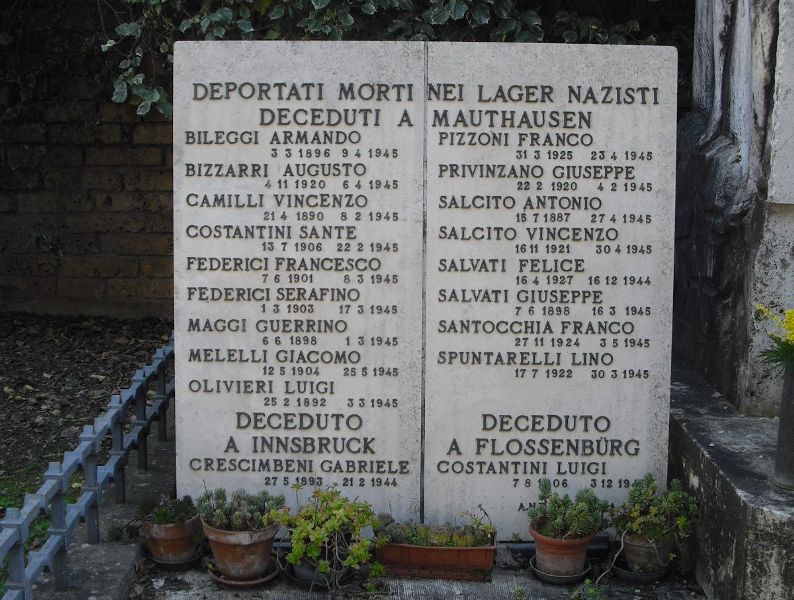 DEPORTATI MORTI NEI LAGER NAZISTI
DECEDUTI A MAUTHAUSEN
BILEGGI ARMANDO
3 3 1896 9 4 1945
BIZZARRI AUGUSTO
4 11 1920 6 4 1945
CAMILLI VINCENZO
21 4 1890 8 2 1945
COSTANTINI SANTE
13 7 1906 22 2 1945
FEDERICI FRANCESCO
7 6 1901 8 3 1945
FEDERICI SERAFINO
1 3 1903 17 3 1945
MAGGI GUERRINO
6 6 1898 1 3 1945
MELELLI GIACOMO
12 5 1904 25 5 1945
OLIVIERI LUIGI
25 2 1892 3 3 1945
DECEDUTO
A INNSBRUCK
CRESCIMBENI GABRIELE
27 5 1893 21 2 1944
PIZZONI FRANCO
31 3 1925 23 4 1945
PRIVINZANO GIUSEPPE
22 2 1920 4 2 1945
SALCITO ANTONIO
15 7 1887 27 4 1945
SALCITO VINCENZO
16 11 1921 30 4 1945
SALVATI FELICE
16 4 1927 16 12 1944
SALVATI GIUSEPPE
7 6 1898 16 3 1945
SANTOCCHIA FRANCO
27 11 1924 3 5 1945
SPUNTARELLI LINO
17 7 1922 30 3 1945
DECEDUTO
A FLOSSENBÜRG
COSTANTINI LUIGI
7 8 1906 3 12